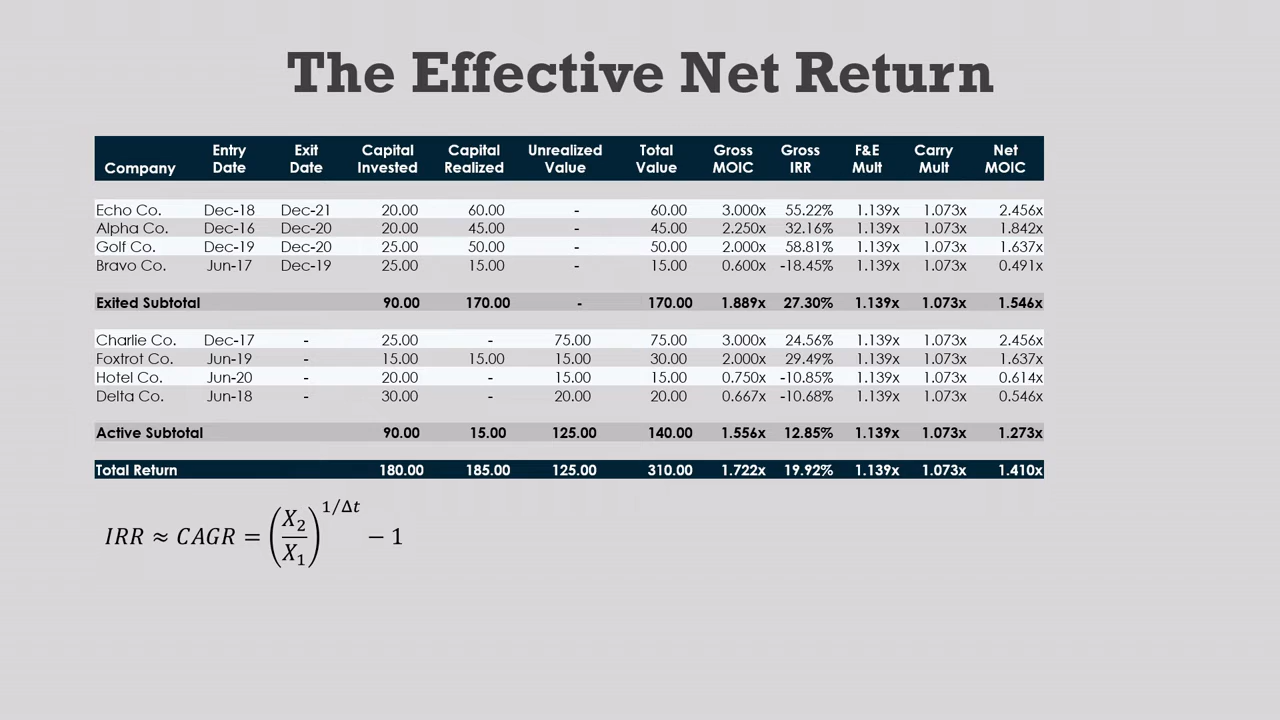 The Effective Net Return
Company Entry Date Exit Date Capital Invested Capital Realized Unrealized Value Total Value Gross MOIC Gross IRR F&E Mult Carry Mult Net MOIC
Echo Co. Dec-18 Dec-21 20.00 60.00 - 60.00 3.000x 55.22% 1.139x 1.073x 2.456x
Alpha Co. Dec-16 Dec-20 20.00 45.00 - 45.00 2.250x 32.16% 1.139x 1.073x 1.842x
Golf Co. Dec-19 Dec-20 25.00 50.00 - 50.00 2.000x 58.81% 1.139x 1.073x 1.637x
Bravo Co. Jun-17 Dec-19 25.00 15.00 - 15.00 0.600x -18.45% 1.139x 1.073x 0.491x
Exited Subtotal 90.00 170.00 - 170.00 1.889x 27.30% 1.139x 1.073x 1.546x
Charlie Co. Dec-17 - 25.00 - 75.00 75.00 3.000x 24.56% 1.139x 1.073x 2.456x
Foxtrot Co. Jun-19 - 15.00 15.00 15.00 30.00 2.000x 29.49% 1.139x 1.073x 1.637x
Hotel Co. Jun-20 - 20.00 - 15.00 15.00 0.750x -10.85% 1.139x 1.073x 0.614x
Delta Co. Jun-18 - 30.00 - 20.00 20.00 0.667x -10.68% 1.139x 1.073x 0.546x
Active Subtotal 90.00 15.00 125.00 140.00 1.556x 12.85% 1.139x 1.073x 1.273x
Total Return 180.00 185.00 125.00 310.00 1.722x 19.92% 1.139x 1.073x 1.410x
IRR ≈ CAGR = (X₂/X₁)^(1/Δt) − 1